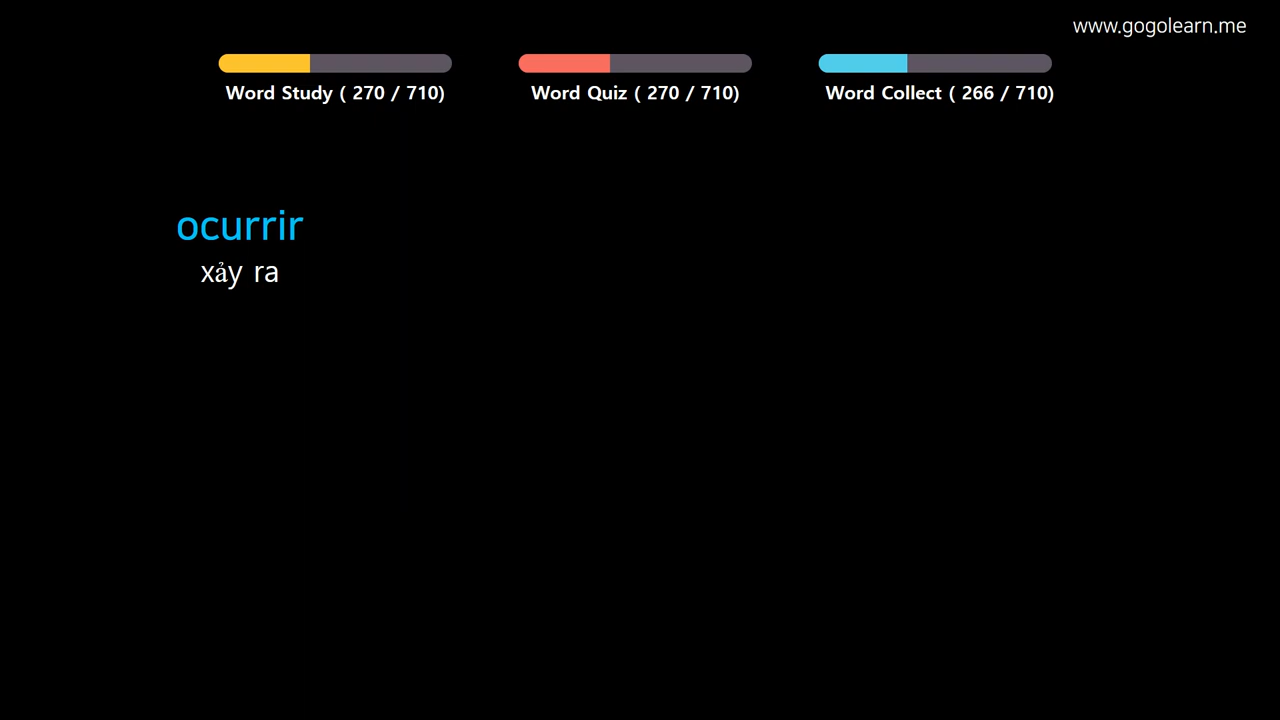 www.gogolearn.me
Word Study ( 270 / 710)
Word Quiz ( 270 / 710)
Word Collect ( 266 / 710)
ocurrir
xảy ra